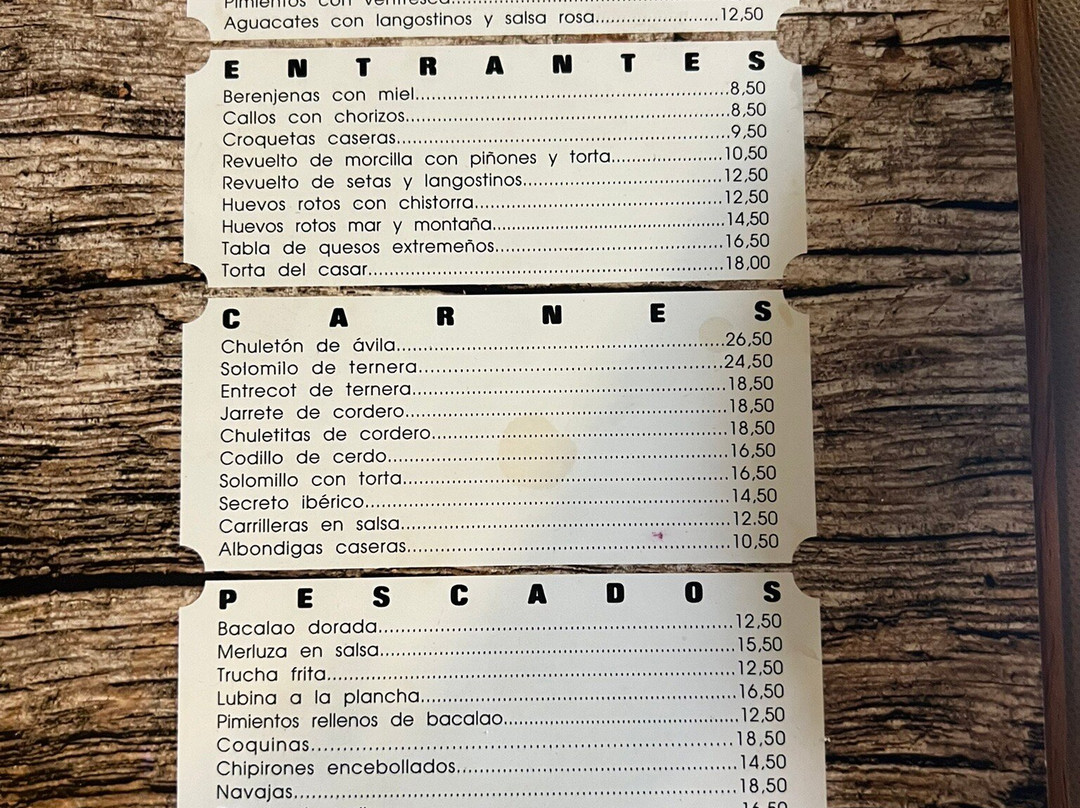 Pimientos con ventresca
Aguacates con langostinos y salsa rosa..................12,50
ENTRANTES
Berenjenas con miel..................8,50
Callos con chorizos..................8,50
Croquetas caseras..................9,50
Revuelto de morcilla con piñones y torta..................10,50
Revuelto de setas y langostinos..................12,50
Huevos rotos con chistorra..................12,50
Huevos rotos mar y montaña..................14,50
Tabla de quesos extremeños..................16,50
Torta del casar..................18,00
CARNES
Chuletón de ávila..................26,50
Solomilo de ternera..................24,50
Entrecot de ternera..................18,50
Jarrete de cordero..................18,50
Chuletitas de cordero..................18,50
Codillo de cerdo..................16,50
Solomillo con torta..................16,50
Secreto ibérico..................14,50
Carrilleras en salsa..................12.50
Albondigas caseras..................10,50
PESCADOS
Bacalao dorada..................12,50
Merluza en salsa..................15,50
Trucha frita..................12,50
Lubina a la plancha..................16,50
Pimientos rellenos de bacalao..................12,50
Coquinas..................18,50
Chipirones encebollados..................14,50
Navajas..................18,50
16,50